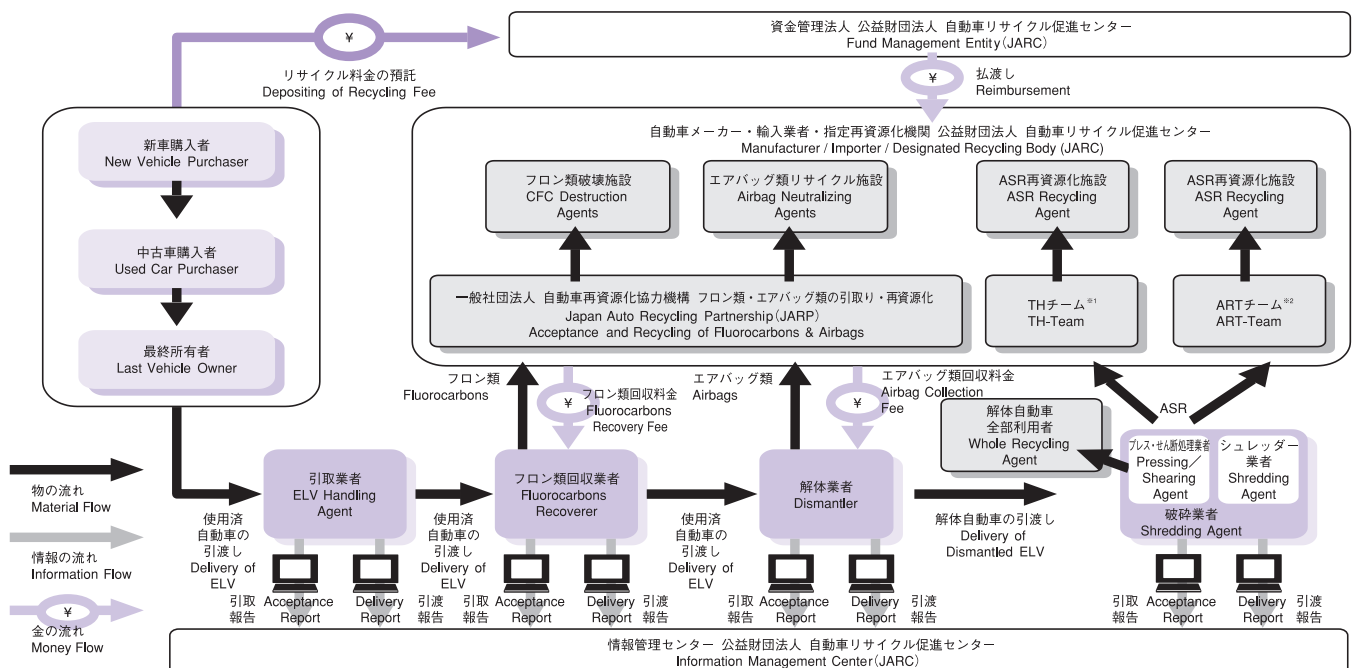 資金管理法人 公益財団法人 自動車リサイクル促進センター
Fund Management Entity(JARC)
¥
リサイクル料金の預託
Depositing of Recycling Fee
¥
払渡し
Reimbursement
新車購入者
New Vehicle Purchaser
中古車購入者
Used Car Purchaser
最終所有者
Last Vehicle Owner
自動車メーカー・輸入業者・指定再資源化機関 公益財団法人 自動車リサイクル促進センター
Manufacturer / Importer / Designated Recycling Body (JARC)
フロン類破壊施設
CFC Destruction
Agents
エアバッグ類リサイクル施設
Airbag Neutralizing
Agents
ASR再資源化施設
ASR Recycling
Agent
ASR再資源化施設
ASR Recycling
Agent
一般社団法人 自動車再資源化協力機構 フロン類・エアバッグ類の引取り・再資源化
Japan Auto Recycling Partnership(JARP)
Acceptance and Recycling of Fluorocarbons & Airbags
THチーム※1
TH-Team
ARTチーム※2
ART-Team
フロン類
Fluorocarbons
¥
フロン類回収料金
Fluorocarbons
Recovery Fee
エアバッグ類
Airbags
¥
エアバッグ類回収料金
Airbag Collection
Fee
ASR
解体自動車
全部利用者
Whole Recycling
Agent
プレス・せん断処理業者
Pressing／
Shearing
Agent
シュレッダー
業者
Shredding
Agent
破砕業者
Shredding Agent
引取業者
ELV Handling
Agent
フロン類回収業者
Fluorocarbons
Recoverer
解体業者
Dismantler
物の流れ
Material Flow
情報の流れ
Information Flow
¥
金の流れ
Money Flow
使用済
自動車の
引渡し
Delivery of
ELV
使用済
自動車の
引渡し
Delivery of
ELV
使用済
自動車の
引渡し
Delivery of
ELV
解体自動車の引渡し
Delivery of
Dismantled ELV
引取
報告
Acceptance
Report
Delivery
Report
引渡
報告
引取
報告
Acceptance
Report
Delivery
Report
引渡
報告
引取
報告
Acceptance
Report
Delivery
Report
引渡
報告
引取
報告
Acceptance
Report
Delivery
Report
引渡
報告
情報管理センター 公益財団法人 自動車リサイクル促進センター
Information Management Center(JARC)